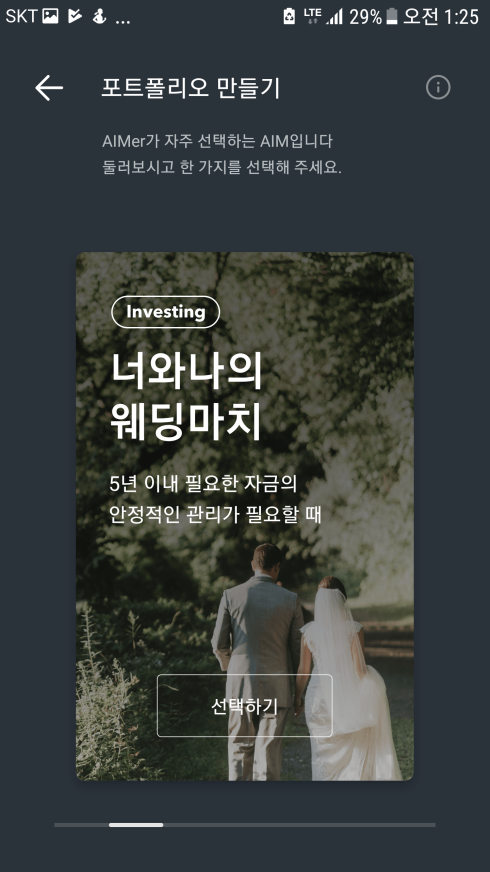 SKT ... LTE 29% 오전 1:25
포트폴리오 만들기
AIMer가 자주 선택하는 AIM입니다
둘러보시고 한 가지를 선택해 주세요.
Investing
너와나의
웨딩마치
5년 이내 필요한 자금의
안정적인 관리가 필요할 때
선택하기